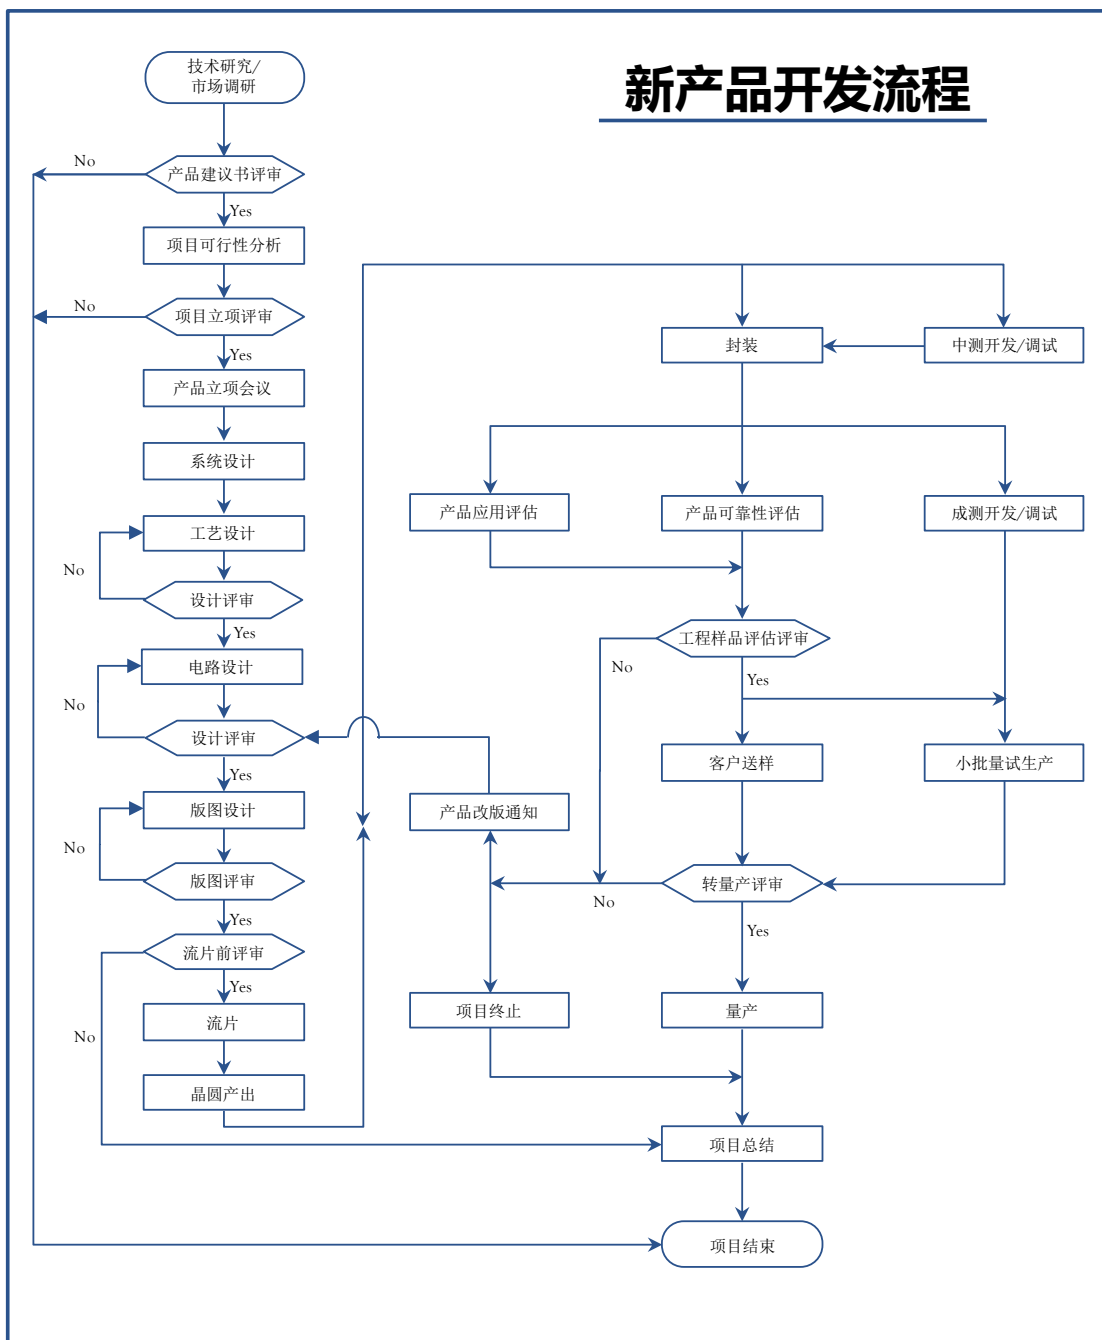 新产品开发流程
技术研究/
市场调研
No
产品建议书评审
Yes
项目可行性分析
No
项目立项评审
Yes
产品立项会议
系统设计
工艺设计
No
设计评审
Yes
电路设计
No
设计评审
Yes
版图设计
No
版图评审
Yes
流片前评审
Yes
No
流片
晶圆产出
封装
中测开发/调试
产品应用评估
产品可靠性评估
成测开发/调试
工程样品评估评审
No
Yes
客户送样
小批量试生产
产品改版通知
转量产评审
No
Yes
项目终止
量产
项目总结
项目结束